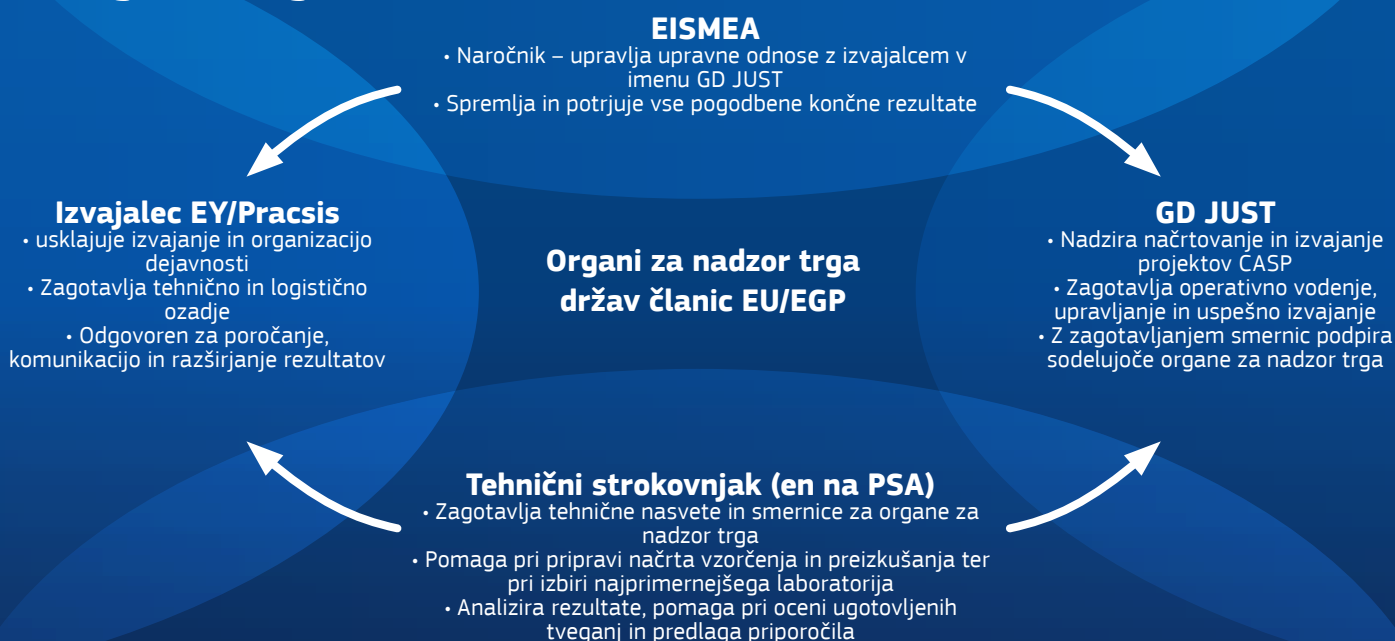 EISMEA
• Naročnik – upravlja upravne odnose z izvajalcem v
imenu GD JUST
• Spremlja in potrjuje vse pogodbene končne rezultate
Izvajalec EY/Pracsis
• usklajuje izvajanje in organizacijo
dejavnosti
• Zagotavlja tehnično in logistično
ozadje
• Odgovoren za poročanje,
komunikacijo in razširjanje rezultatov
Organi za nadzor trga
držav članic EU/EGP
GD JUST
• Nadzira načrtovanje in izvajanje
projektov CASP
• Zagotavlja operativno vodenje,
upravljanje in uspešno izvajanje
• Z zagotavljanjem smernic podpira
sodelujoče organe za nadzor trga
Tehnični strokovnjak (en na PSA)
• Zagotavlja tehnične nasvete in smernice za organe za
nadzor trga
• Pomaga pri pripravi načrta vzorčenja in preizkušanja ter
pri izbiri najprimernejšega laboratorija
• Analizira rezultate, pomaga pri oceni ugotovljenih
tveganj in predlaga priporočila